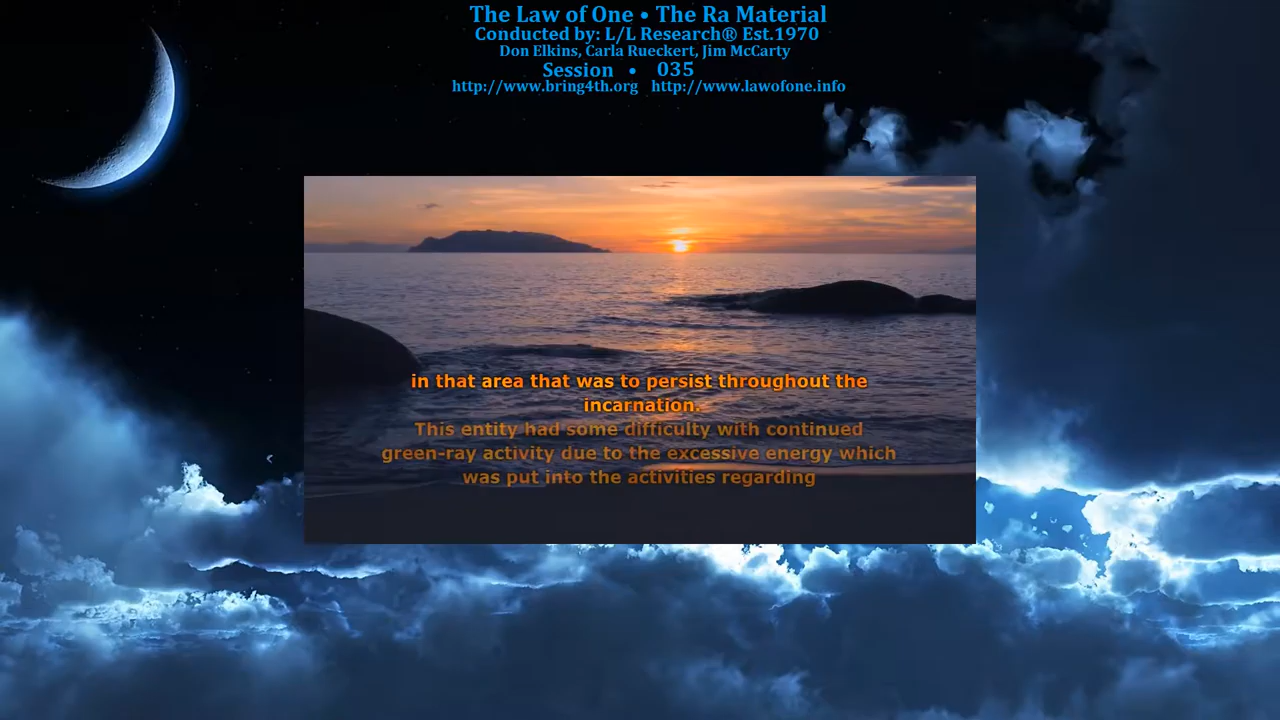 The Law of One • The Ra Material
Conducted by: L/L Research® Est.1970
Don Elkins, Carla Rueckert, Jim McCarty
Session • 035
http://www.bring4th.org http://www.lawofone.info
in that area that was to persist throughout the
incarnation.
This entity had some difficulty with continued
green-ray activity due to the excessive energy which
was put into the activities regarding